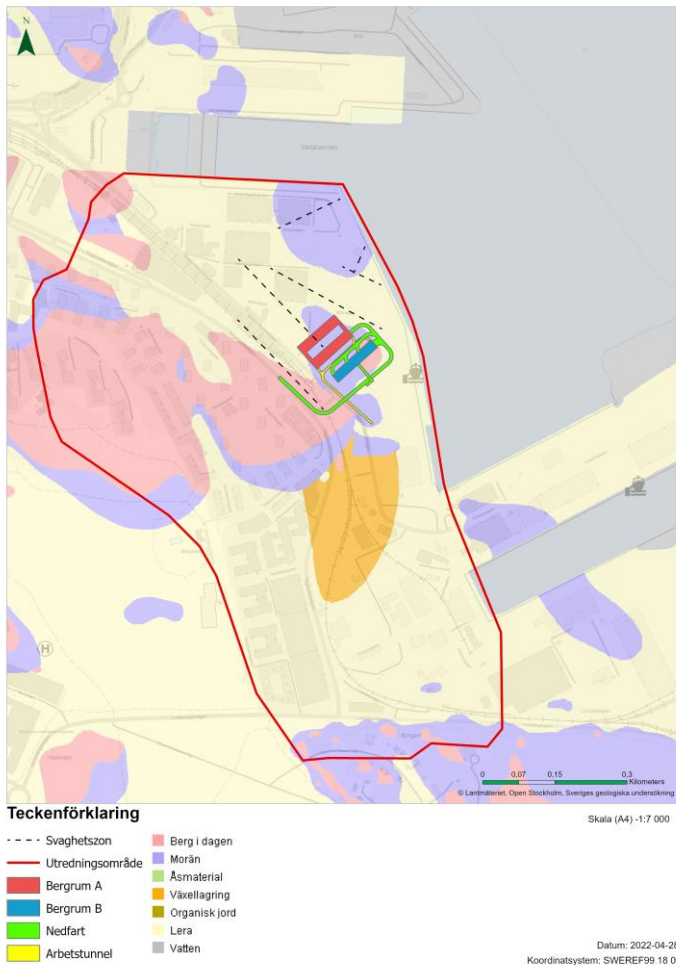 N
Värtahamnen
H
Borgen
0 0,07 0,15 0,3
Kilometers
© Lantmäteriet, Open Stockholm, Sveriges geologiska undersökning
Teckenförklaring
Skala (A4) -1:7 000
Svaghetszon
Utredningsområde
Bergrum A
Bergrum B
Nedfart
Arbetstunnel
Berg i dagen
Morän
Åsmaterial
Växellagring
Organisk jord
Lera
Vatten
Datum: 2022-04-28
Koordinatsystem: SWEREF99 18 0